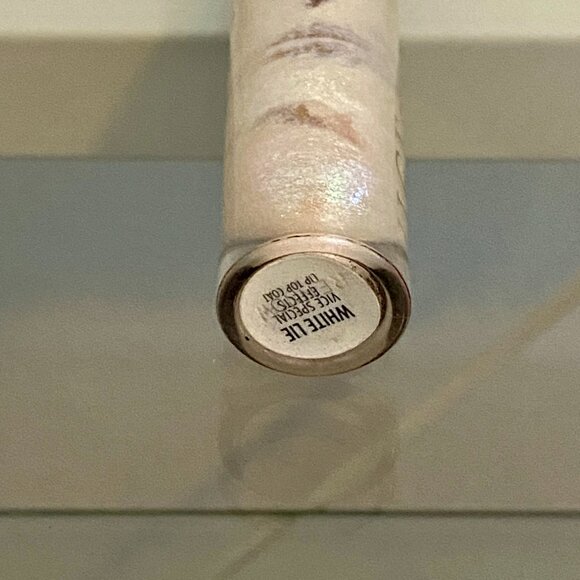 WHITE LIE
VICE SPECIAL
EFFECTS
LIP TOP COAT